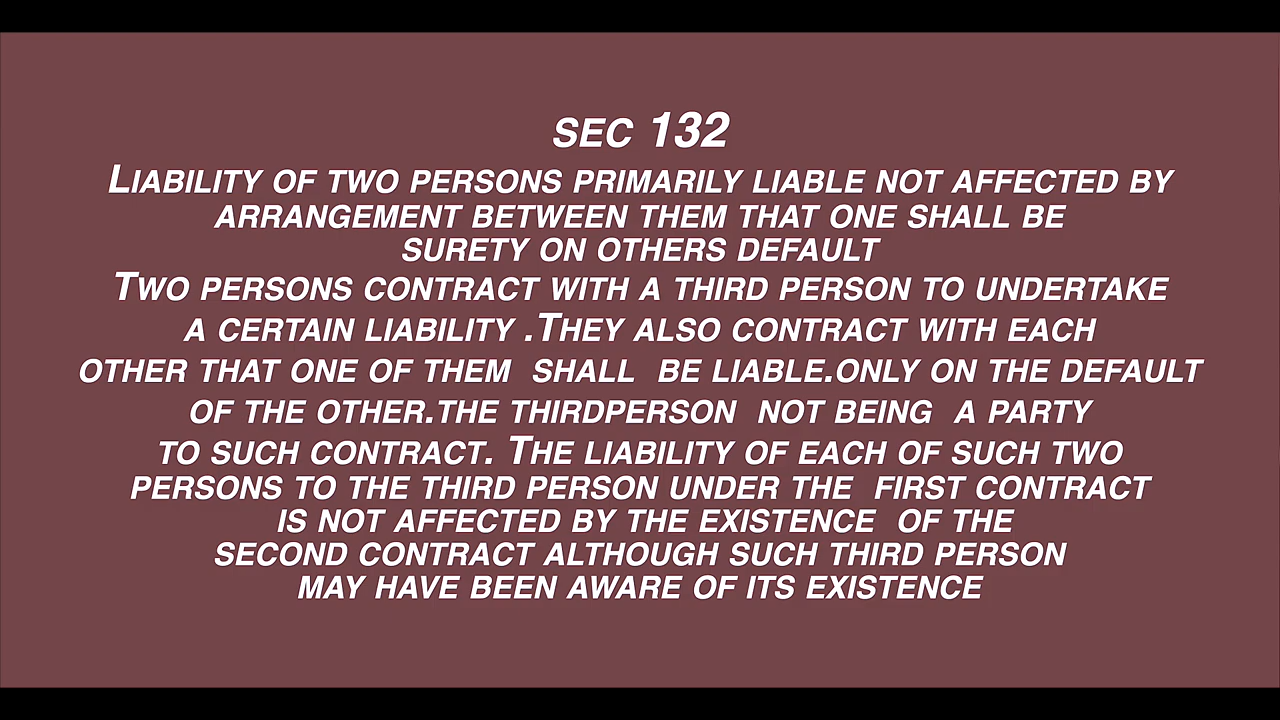 SEC 132
LIABILITY OF TWO PERSONS PRIMARILY LIABLE NOT AFFECTED BY
ARRANGEMENT BETWEEN THEM THAT ONE SHALL BE
SURETY ON OTHERS DEFAULT
TWO PERSONS CONTRACT WITH A THIRD PERSON TO UNDERTAKE
A CERTAIN LIABILITY .THEY ALSO CONTRACT WITH EACH
OTHER THAT ONE OF THEM SHALL BE LIABLE.ONLY ON THE DEFAULT
OF THE OTHER.THE THIRDPERSON NOT BEING A PARTY
TO SUCH CONTRACT. THE LIABILITY OF EACH OF SUCH TWO
PERSONS TO THE THIRD PERSON UNDER THE FIRST CONTRACT
IS NOT AFFECTED BY THE EXISTENCE OF THE
SECOND CONTRACT ALTHOUGH SUCH THIRD PERSON
MAY HAVE BEEN AWARE OF ITS EXISTENCE